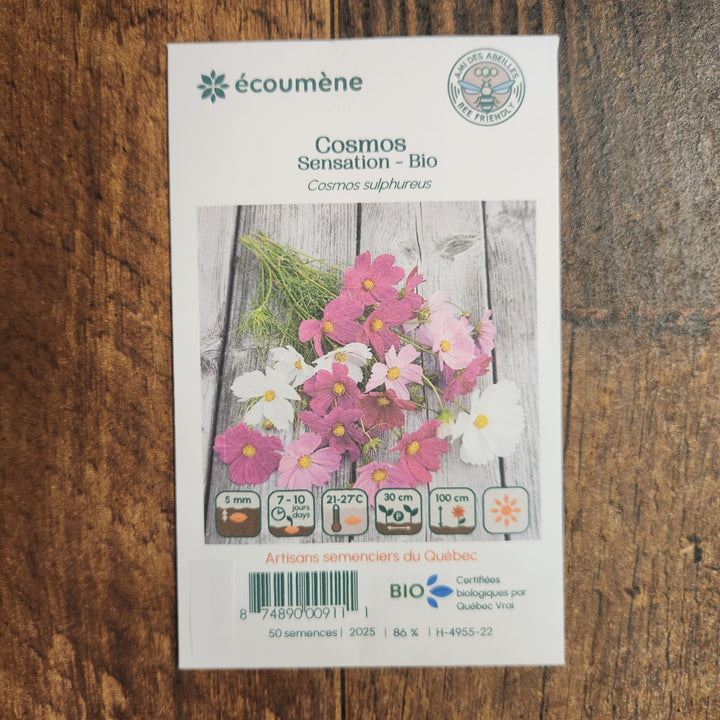 écoumène
AMI DES ABEILLES
BEE FRIENDLY
Cosmos
Sensation - Bio
Cosmos sulphureus
5 mm
7 - 10
jours
days
21-27°C
30 cm
P
100 cm
Artisans semenciers du Québec
8 74890 00911 1
BIO
Certifiées
biologiques par
Québec Vrai
50 semences | 2025 | 86 % | H-4955-22